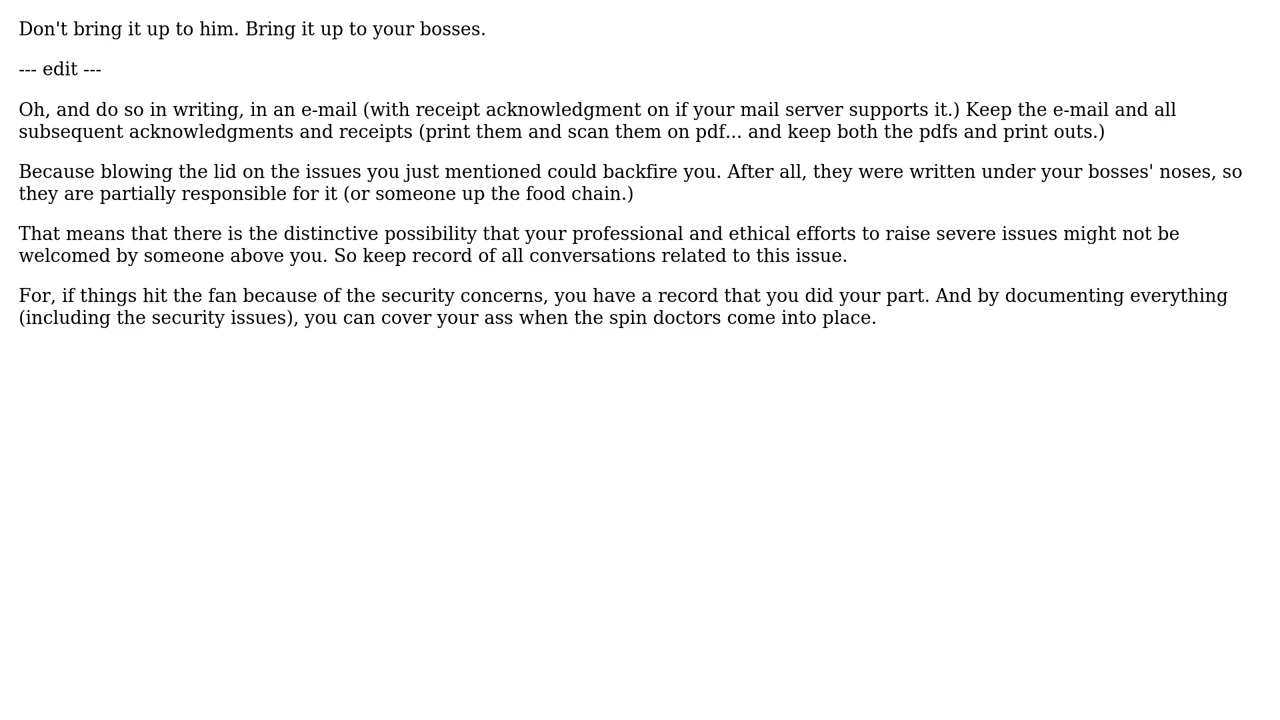 Don't bring it up to him. Bring it up to your bosses.
--- edit ---
Oh, and do so in writing, in an e-mail (with receipt acknowledgment on if your mail server supports it.) Keep the e-mail and all
subsequent acknowledgments and receipts (print them and scan them on pdf... and keep both the pdfs and print outs.)
Because blowing the lid on the issues you just mentioned could backfire you. After all, they were written under your bosses' noses, so
they are partially responsible for it (or someone up the food chain.)
That means that there is the distinctive possibility that your professional and ethical efforts to raise severe issues might not be
welcomed by someone above you. So keep record of all conversations related to this issue.
For, if things hit the fan because of the security concerns, you have a record that you did your part. And by documenting everything
(including the security issues), you can cover your ass when the spin doctors come into place.